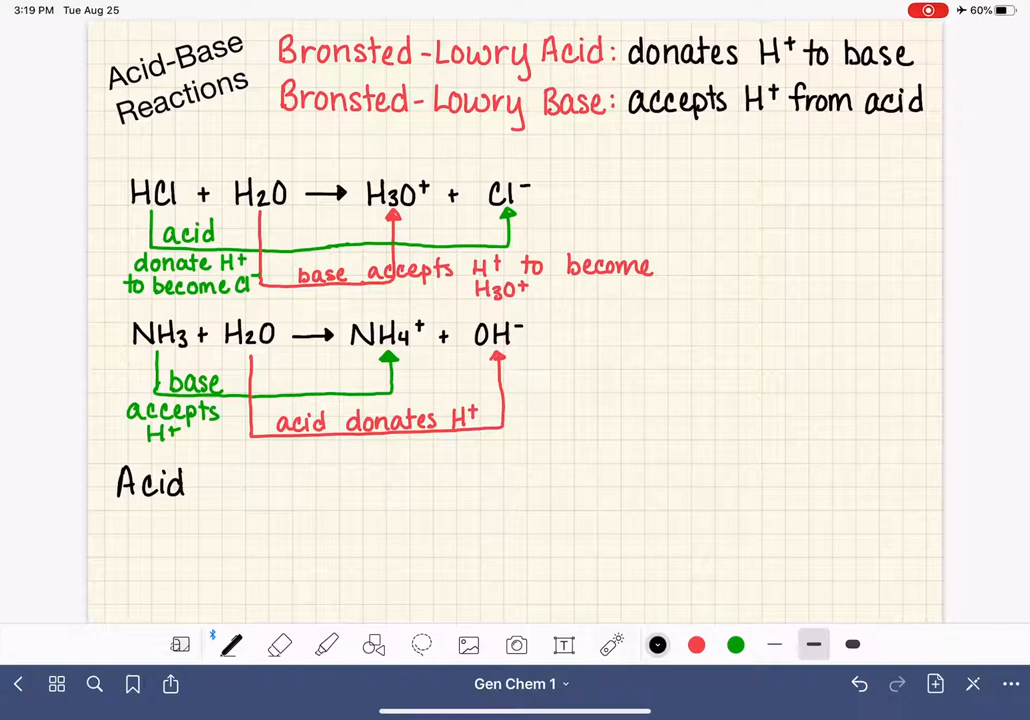 3:19 PM Tue Aug 25
60%
Acid-Base
Reactions
Bronsted-Lowry Acid: donates H⁺ to base
Bronsted-Lowry Base: accepts H⁺ from acid
HCl + H2O → H3O⁺ + Cl⁻
acid
donate H⁺
to become Cl⁻
base accepts H⁺ to become
H3O⁺
NH3 + H2O → NH4⁺ + OH⁻
base
accepts
H⁺
acid donates H⁺
Acid
T
Gen Chem 1